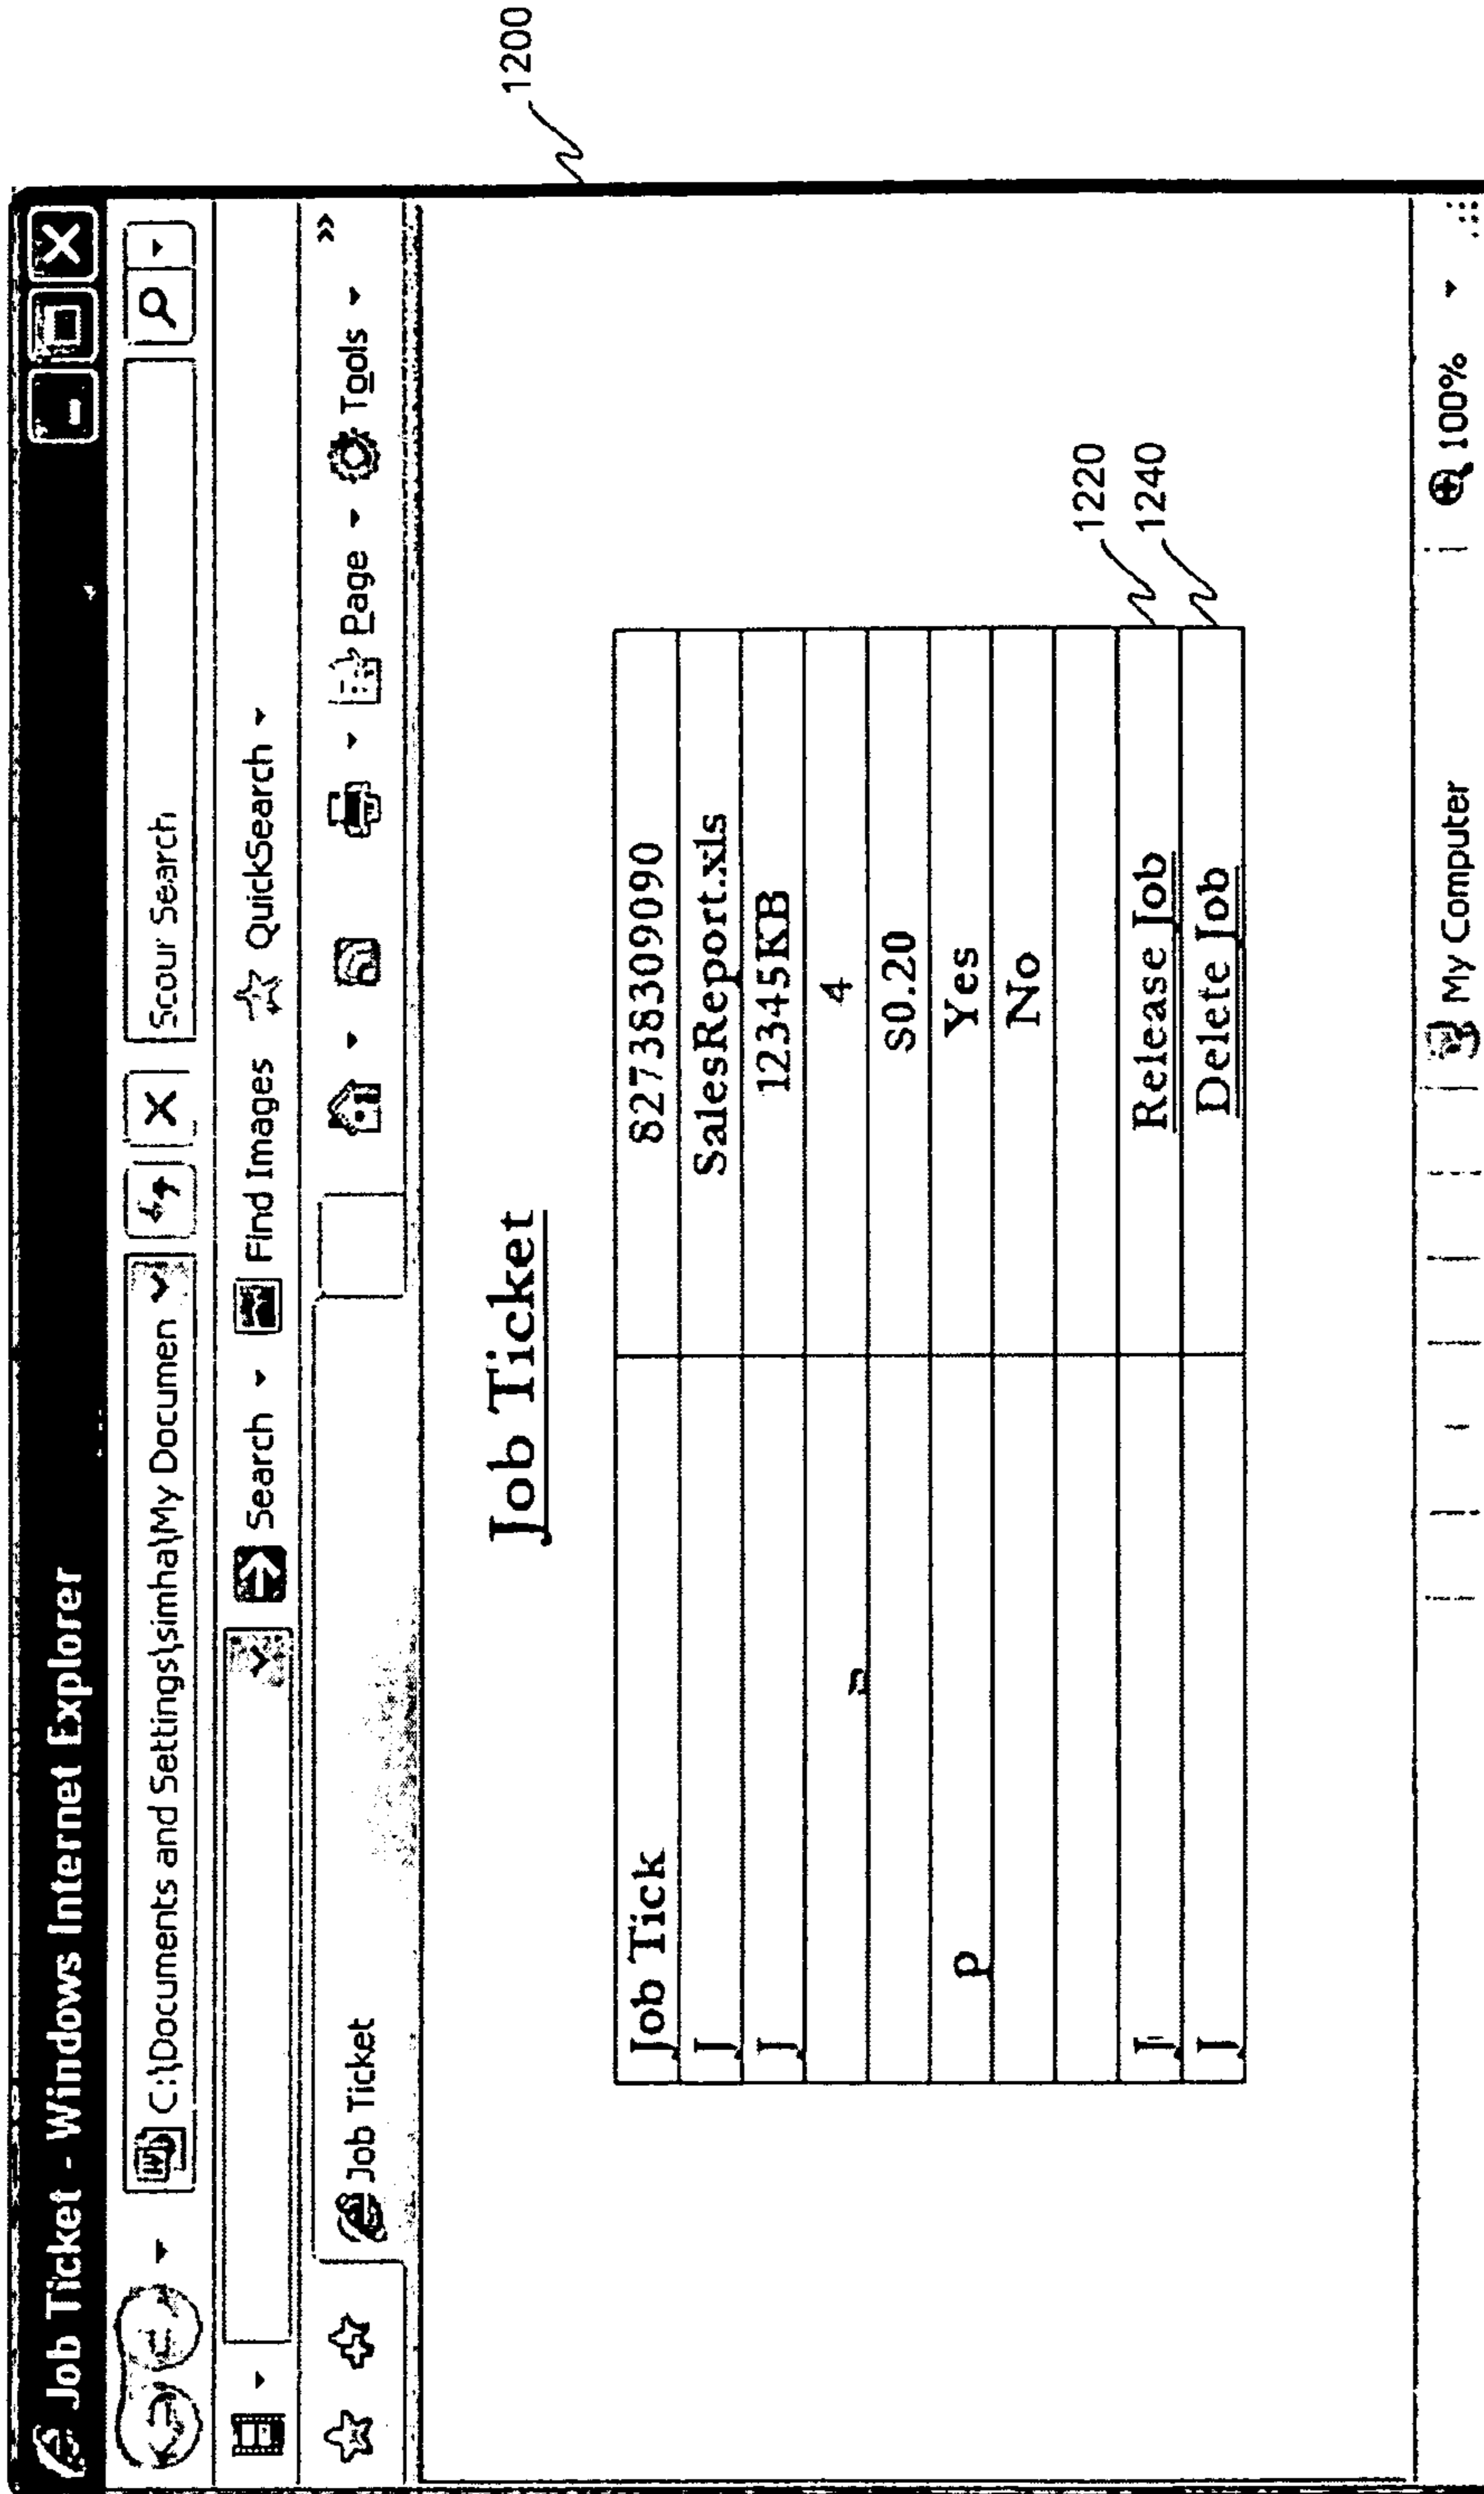 Job Ticket - Windows Internet Explorer
C:\Documents and Settings\simha\My Documen
Scour Search
Search
Find Images
QuickSearch
Job Ticket
Page
Tools
»
1200
Job Ticket
Job Tick 82738309090
J SalesReport.xls
J 12345KB
4
$0.20
p Yes
No
J Release Job 1220
J Delete Job 1240
My Computer
100%